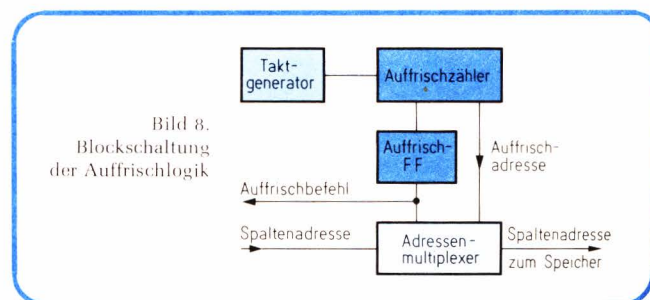 Takt-
generator
Auffrischzähler
Bild 8.
Blockschaltung
der Auffrischlogik
Auffrisch-
FF
Auffrisch-
adresse
Auffrischbefehl
Spaltenadresse
Adressen-
multiplexer
Spaltenadresse
zum Speicher